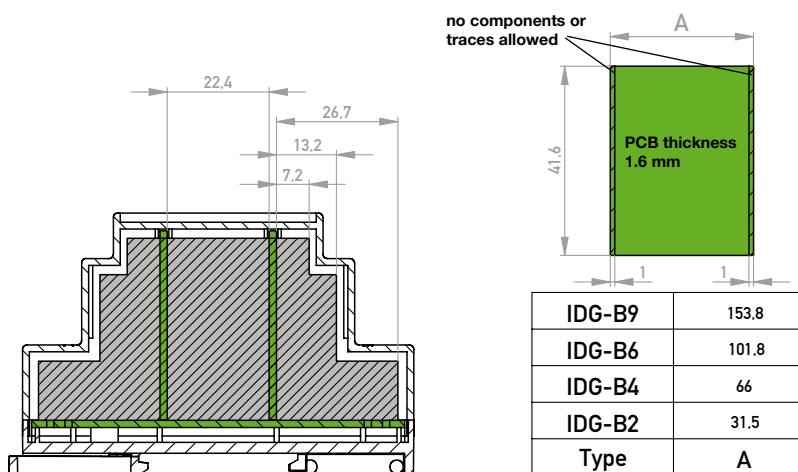 no components or
traces allowed
A
22,4
26,7
13,2
7,2
41,6
PCB thickness
1.6 mm
1
1
IDG-B9 153,8
IDG-B6 101,8
IDG-B4 66
IDG-B2 31,5
Type A